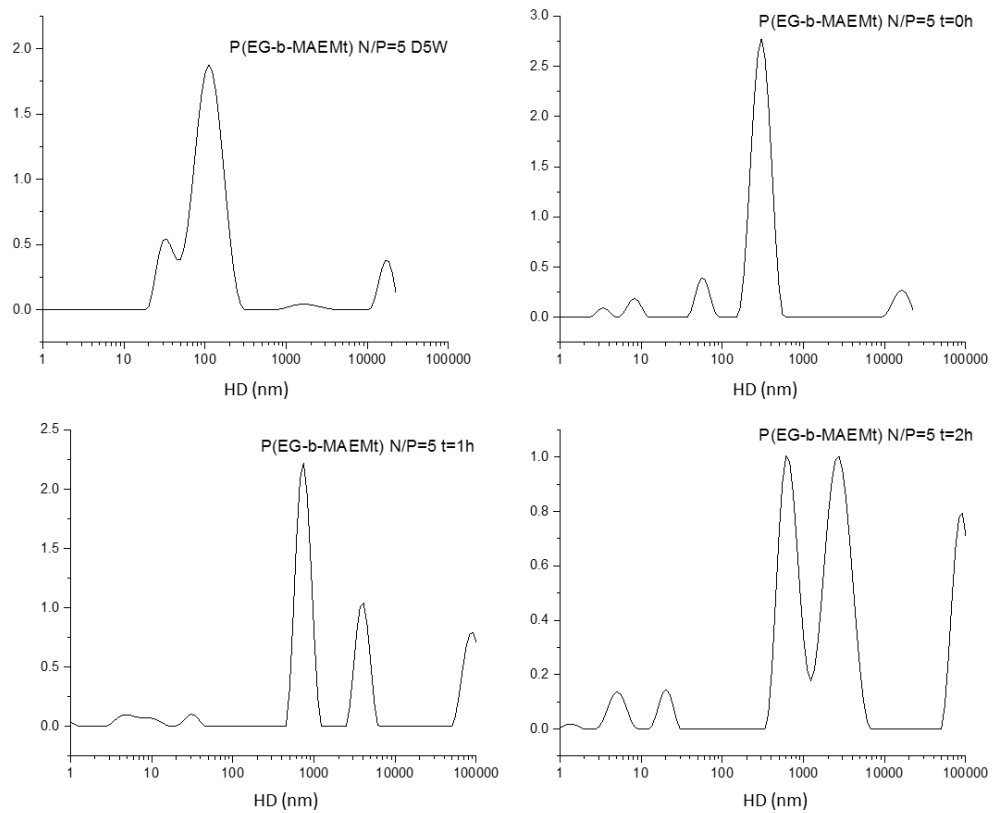 P(EG-b-MAEMt) N/P=5 D5W
2.0
1.5
1.0
0.5
0.0
1 10 100 1000 10000 100000
HD (nm)
P(EG-b-MAEMt) N/P=5 t=0h
3.0
2.5
2.0
1.5
1.0
0.5
0.0
1 10 100 1000 10000 100000
HD (nm)
P(EG-b-MAEMt) N/P=5 t=1h
2.5
2.0
1.5
1.0
0.5
0.0
1 10 100 1000 10000 100000
HD (nm)
P(EG-b-MAEMt) N/P=5 t=2h
1.0
0.8
0.6
0.4
0.2
0.0
1 10 100 1000 10000 100000
HD (nm)